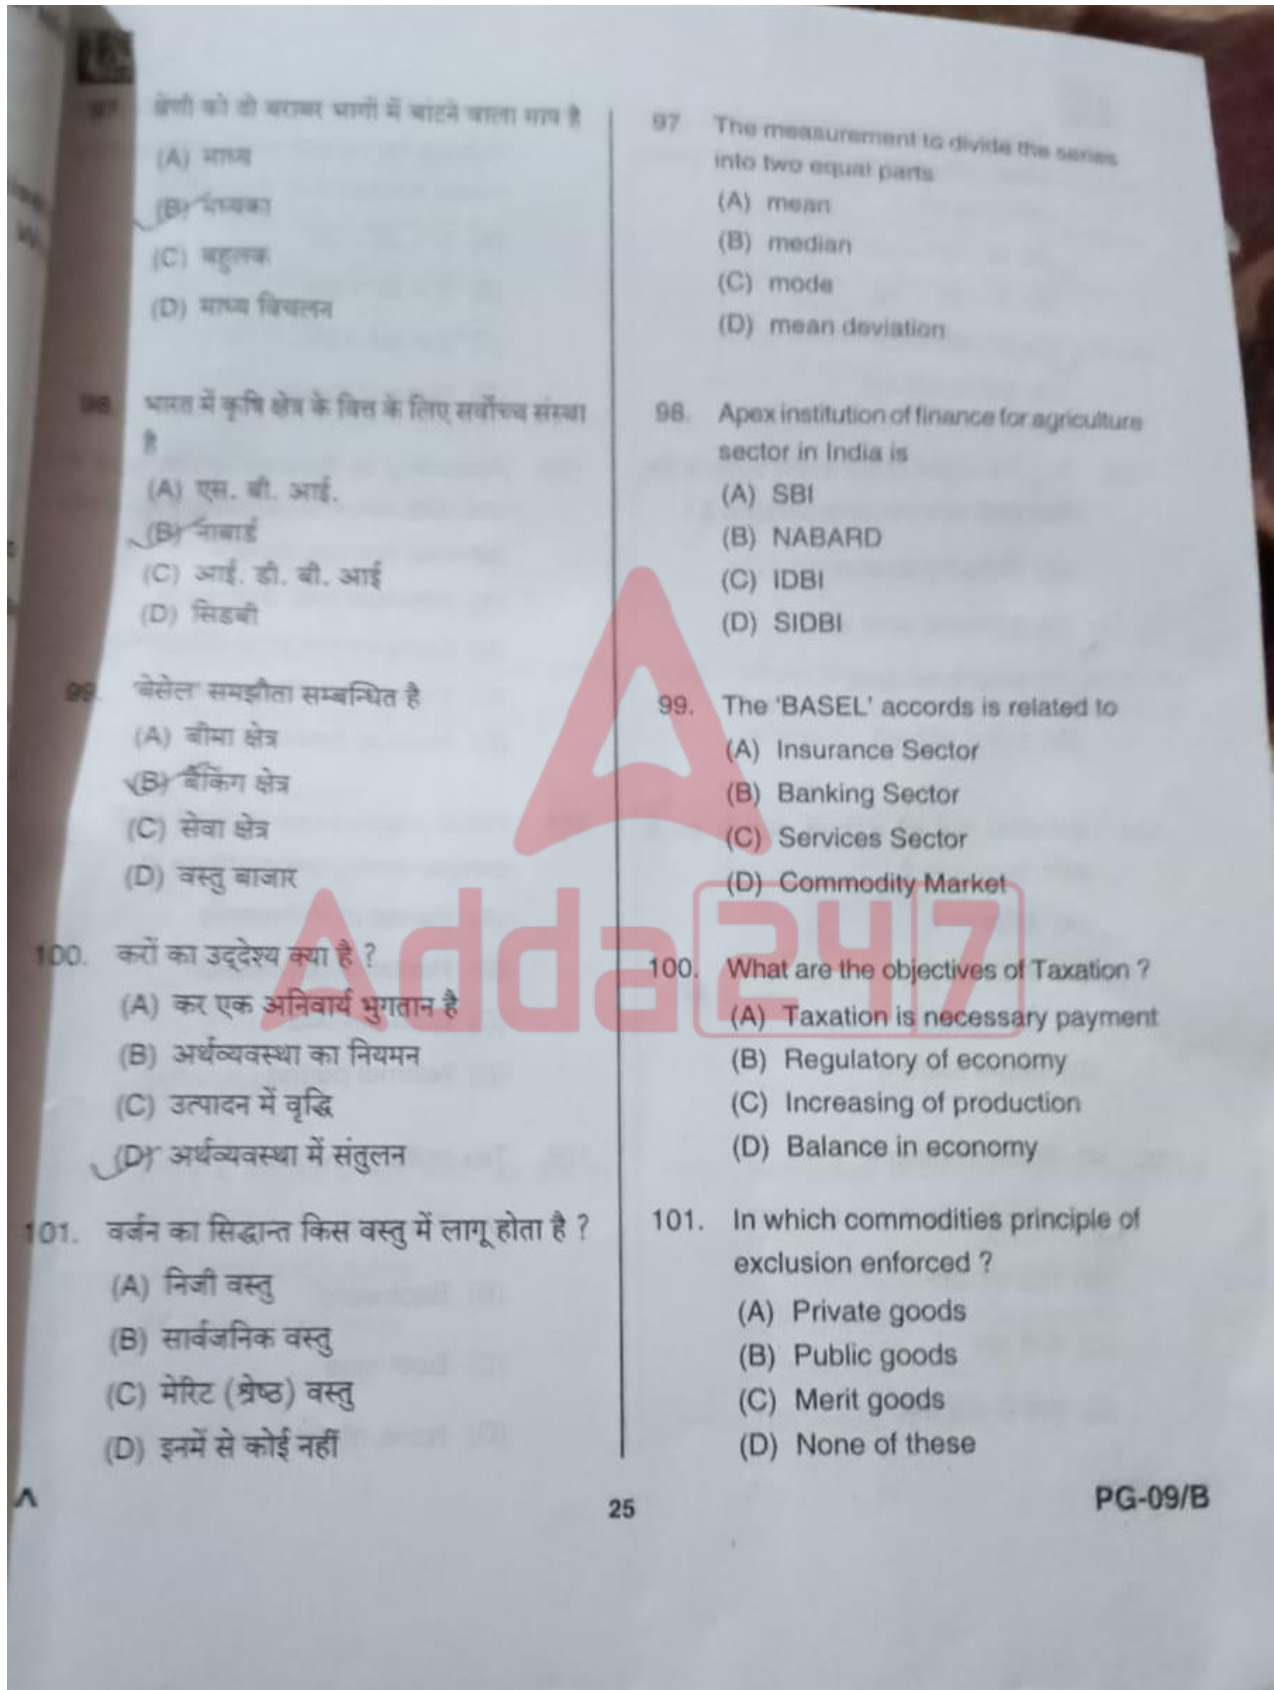 97. श्रेणी को दो बराबर भागों में बांटने वाला माप है
(A) माध्य
(B) मध्यका
(C) बहुलक
(D) माध्य विचलन
98. भारत में कृषि क्षेत्र के वित्त के लिए सर्वोच्च संस्था
है
(A) एस. बी. आई.
(B) नाबार्ड
(C) आई. डी. बी. आई
(D) सिडबी
99. 'बेसेल' समझौता सम्बन्धित है
(A) बीमा क्षेत्र
(B) बैंकिंग क्षेत्र
(C) सेवा क्षेत्र
(D) वस्तु बाजार
100. करों का उद्देश्य क्या है ?
(A) कर एक अनिवार्य भुगतान है
(B) अर्थव्यवस्था का नियमन
(C) उत्पादन में वृद्धि
(D) अर्थव्यवस्था में संतुलन
101. वर्जन का सिद्धान्त किस वस्तु में लागू होता है ?
(A) निजी वस्तु
(B) सार्वजनिक वस्तु
(C) मेरिट (श्रेष्ठ) वस्तु
(D) इनमें से कोई नहीं
97 The measurement to divide the series
into two equal parts
(A) mean
(B) median
(C) mode
(D) mean deviation
98. Apex institution of finance for agriculture
sector in India is
(A) SBI
(B) NABARD
(C) IDBI
(D) SIDBI
99. The 'BASEL' accords is related to
(A) Insurance Sector
(B) Banking Sector
(C) Services Sector
(D) Commodity Market
100. What are the objectives of Taxation ?
(A) Taxation is necessary payment
(B) Regulatory of economy
(C) Increasing of production
(D) Balance in economy
101. In which commodities principle of
exclusion enforced ?
(A) Private goods
(B) Public goods
(C) Merit goods
(D) None of these
Adda247
25
PG-09/B